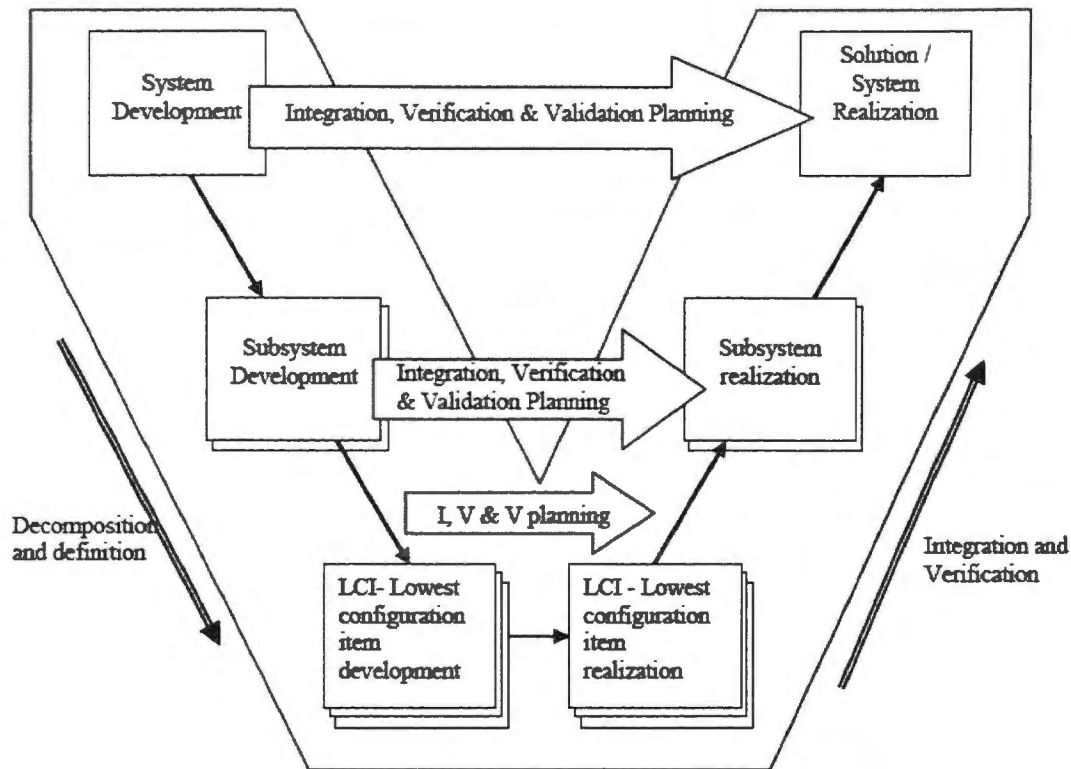 System
Development
Integration, Verification & Validation Planning
Solution /
System
Realization
Subsystem
Development
Integration, Verification
& Validation Planning
Subsystem
realization
I, V & V planning
Decomposition
and definition
Integration and
Verification
LCI- Lowest
configuration
item
development
LCI - Lowest
configuration
item
realization